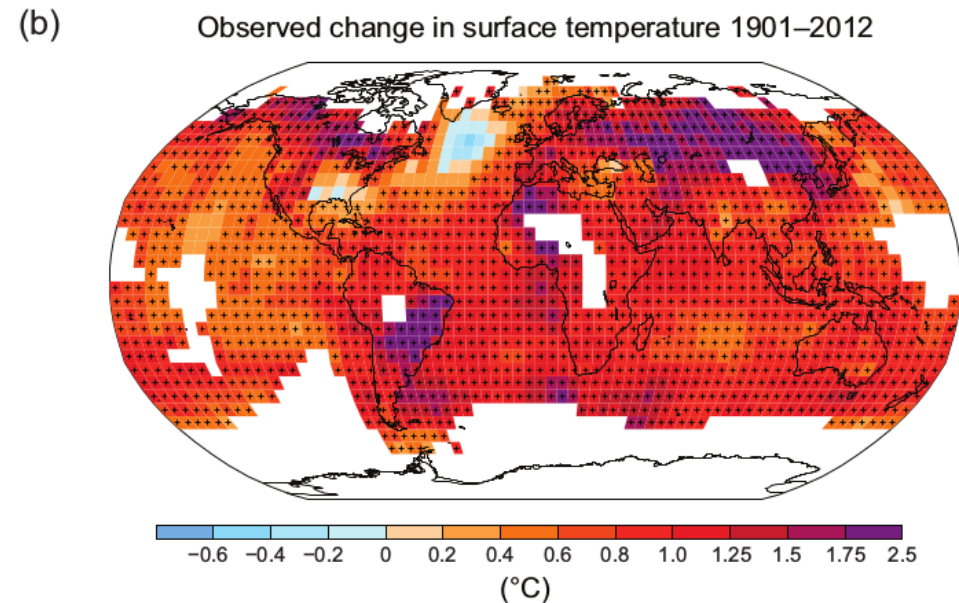 (b)
Observed change in surface temperature 1901–2012
−0.6 −0.4 −0.2 0 0.2 0.4 0.6 0.8 1.0 1.25 1.5 1.75 2.5
(°C)